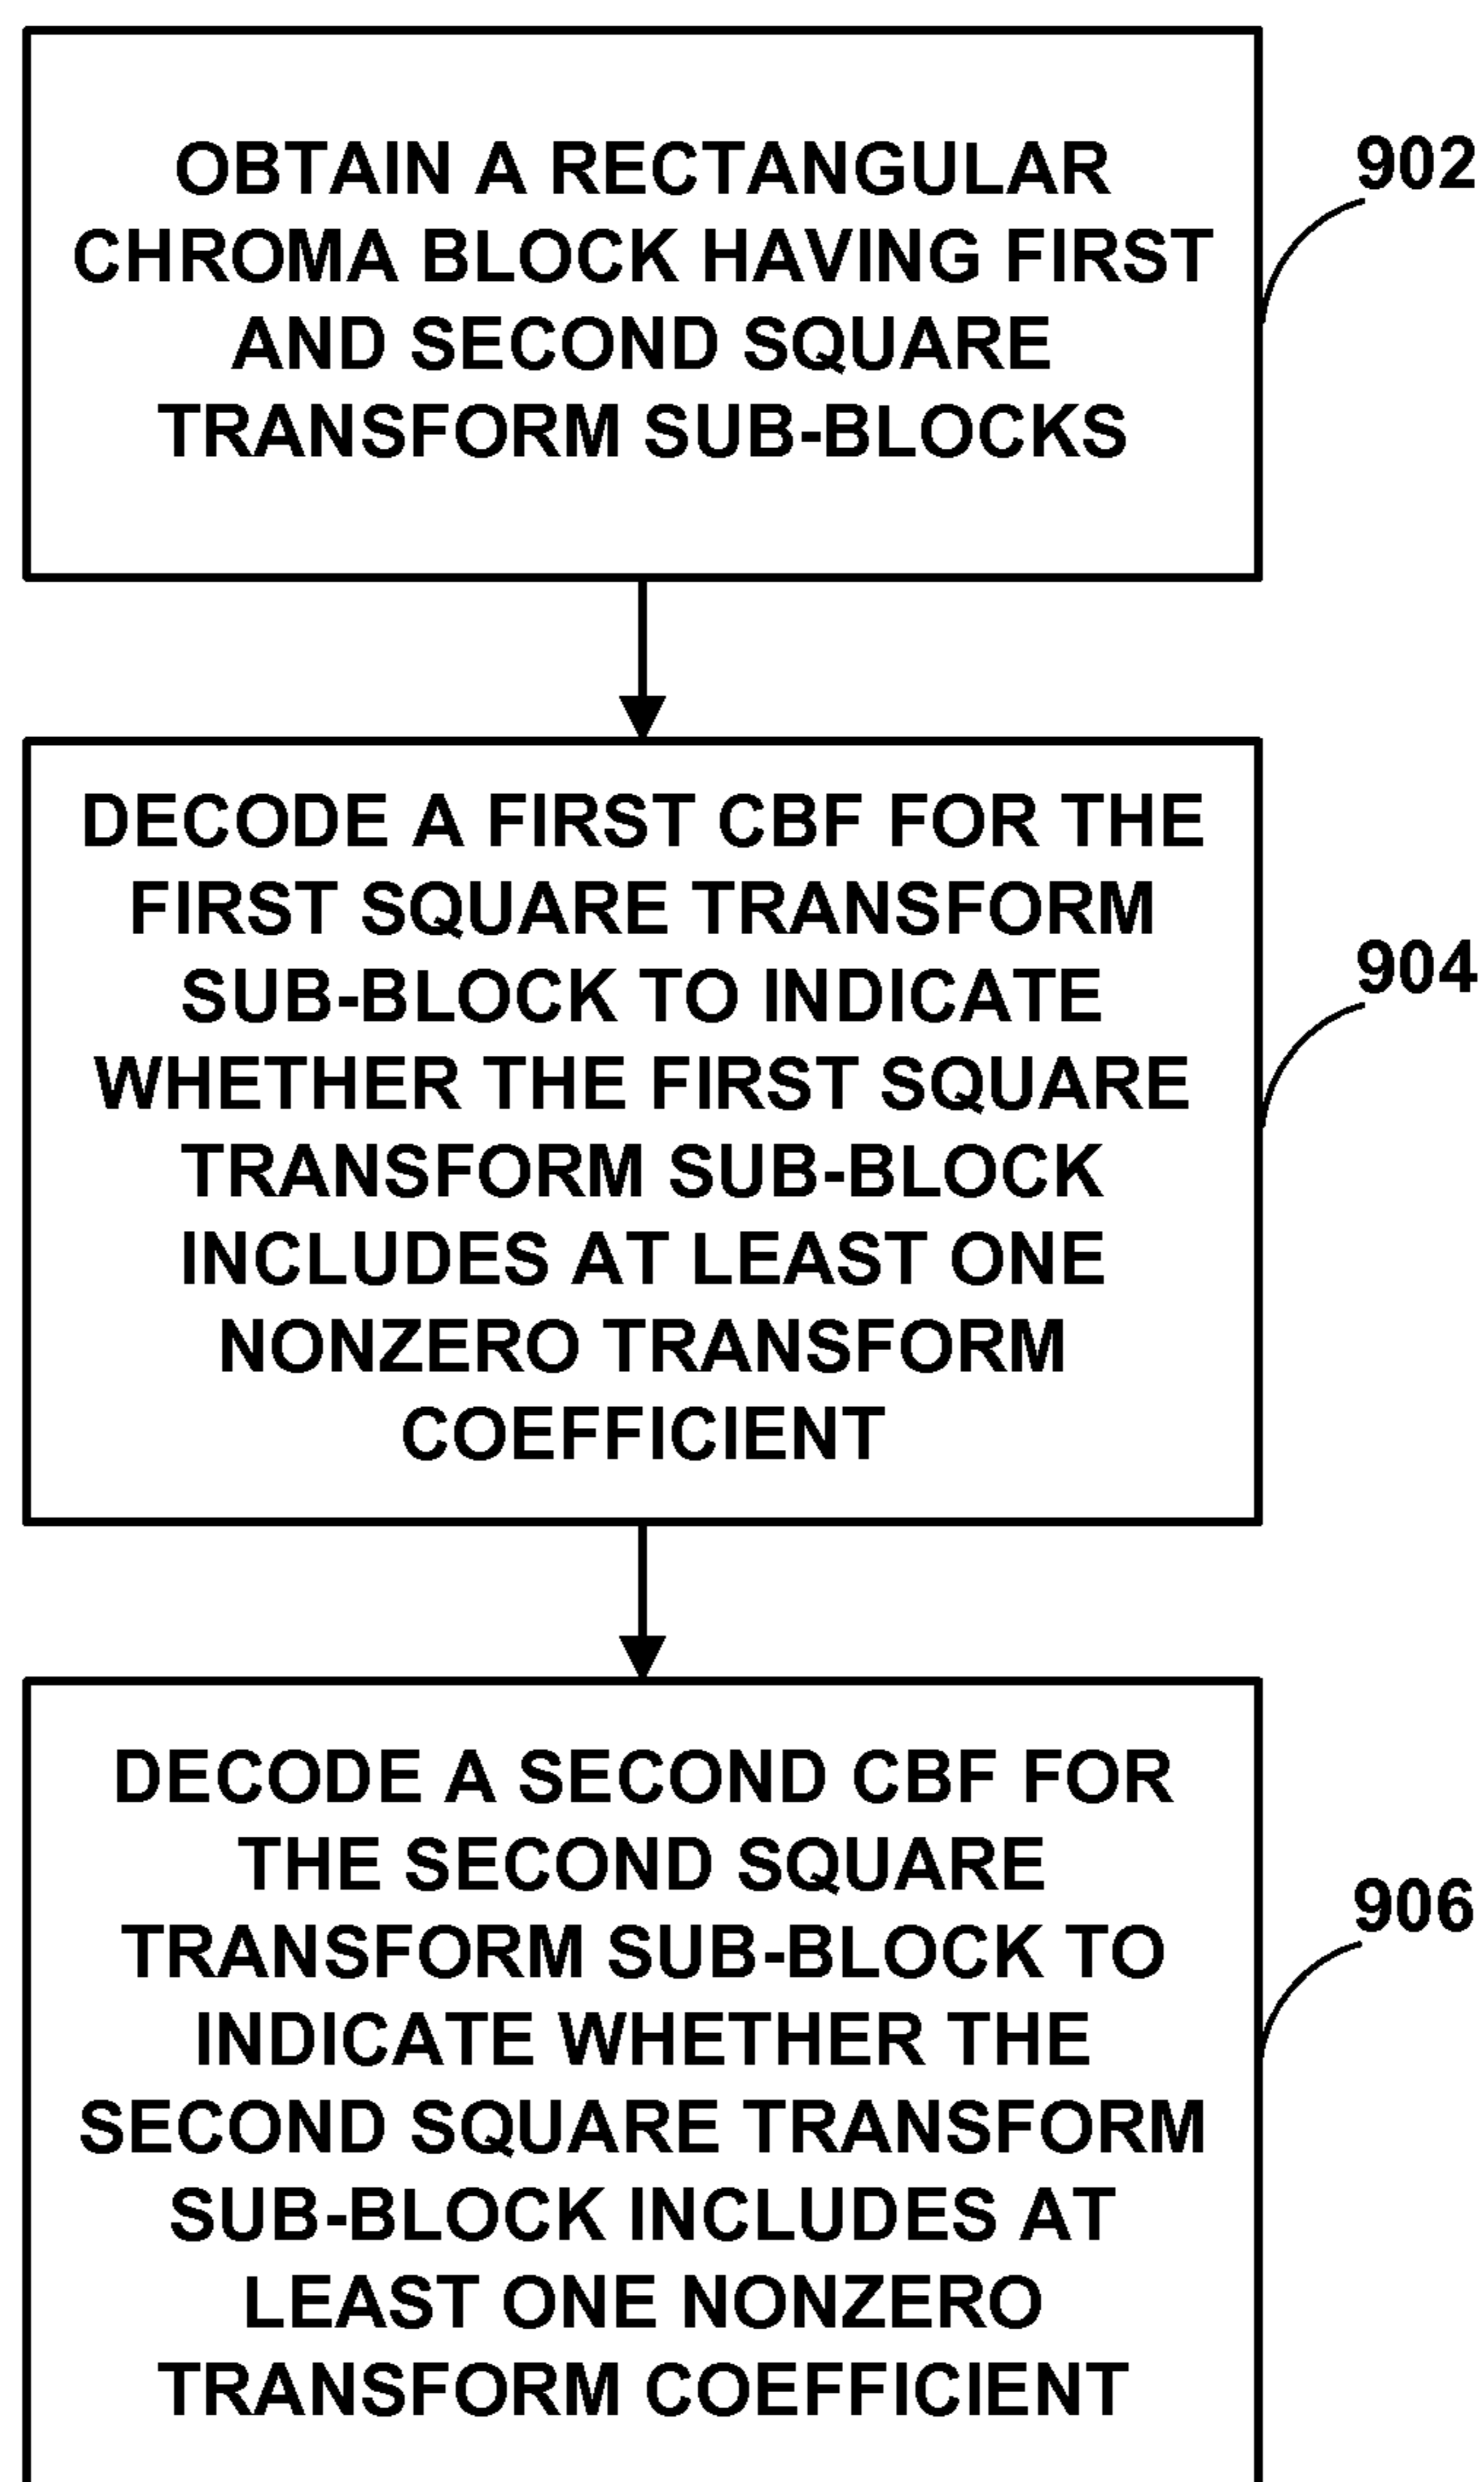 OBTAIN A RECTANGULAR
CHROMA BLOCK HAVING FIRST
AND SECOND SQUARE
TRANSFORM SUB-BLOCKS
902
DECODE A FIRST CBF FOR THE
FIRST SQUARE TRANSFORM
SUB-BLOCK TO INDICATE
WHETHER THE FIRST SQUARE
TRANSFORM SUB-BLOCK
INCLUDES AT LEAST ONE
NONZERO TRANSFORM
COEFFICIENT
904
DECODE A SECOND CBF FOR
THE SECOND SQUARE
TRANSFORM SUB-BLOCK TO
INDICATE WHETHER THE
SECOND SQUARE TRANSFORM
SUB-BLOCK INCLUDES AT
LEAST ONE NONZERO
TRANSFORM COEFFICIENT
906